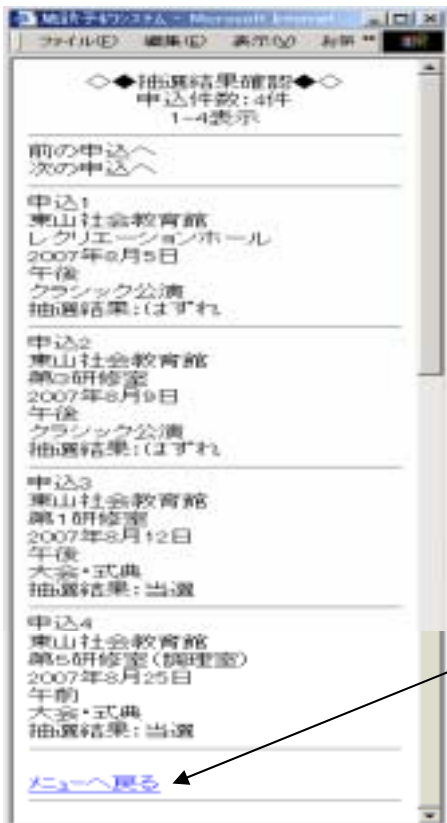 Microsoft
ファイル(F) 編集(E) 表示(V) お気
◇◆抽選結果確認◆◇
申込件数:4件
1-4表示
前の申込へ
次の申込へ
申込1
東山社会教育館
レクリエーションホール
2007年8月5日
午後
クラシック公演
抽選結果:はずれ
申込2
東山社会教育館
第3研修室
2007年8月9日
午後
クラシック公演
抽選結果:はずれ
申込3
東山社会教育館
第1研修室
2007年8月12日
午後
大会・式典
抽選結果:当選
申込4
東山社会教育館
第5研修室(調理室)
2007年8月25日
午前
大会・式典
抽選結果:当選
メニューへ戻る